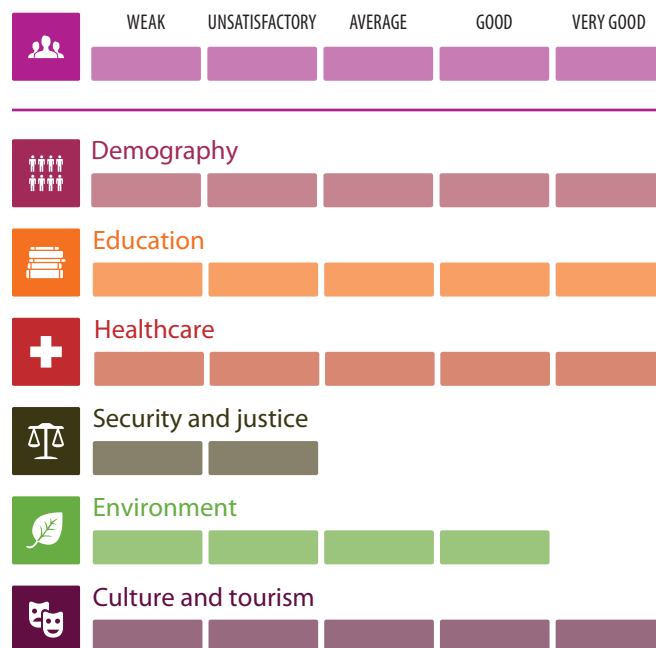 WEAK UNSATISFACTORY AVERAGE GOOD VERY GOOD
Demography
Education
Healthcare
Security and justice
Environment
Culture and tourism